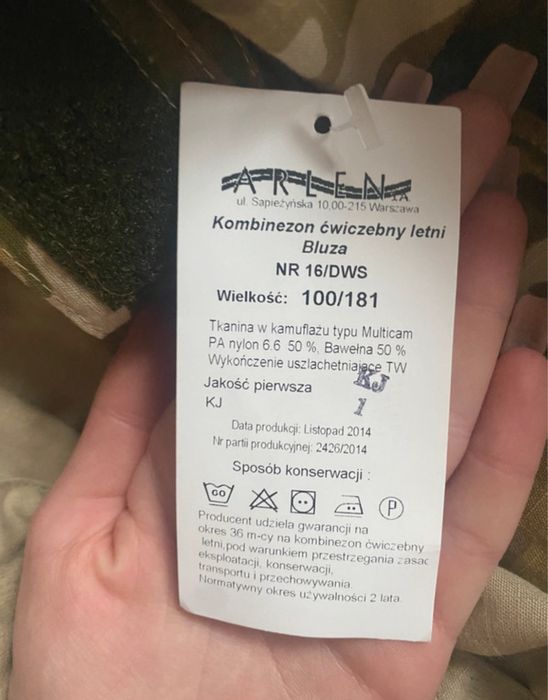 ARLEN S.A.
ul. Sapieżyńska 10,00-215 Warszawa
Kombinezon ćwiczebny letni
Bluza
NR 16/DWS
Wielkość: 100/181
Tkanina w kamuflażu typu Multicam
PA nylon 6.6 50 %, Bawełna 50 %
Wykończenie uszlachetniające TW
Jakość pierwsza KJ
KJ 1
Data produkcji: Listopad 2014
Nr partii produkcyjnej: 2426/2014
Sposób konserwacji :
60 P
Producent udziela gwarancji na
okres 36 m-cy na kombinezon ćwiczebny
letni,pod warunkiem przestrzegania zasad
eksploatacji, konserwacji,
transportu i przechowywania.
Normatywny okres używalności 2 lata.